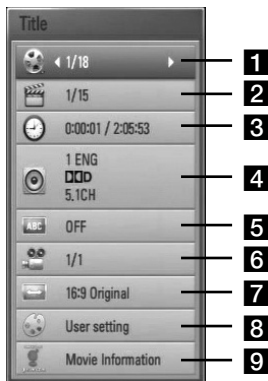 Title
1/18
1
1/15
2
0:00:01 / 2:05:53
3
1 ENG
DD D
5.1CH
4
ABC
OFF
5
1/1
6
16:9 Original
7
User setting
8
Movie Information
9